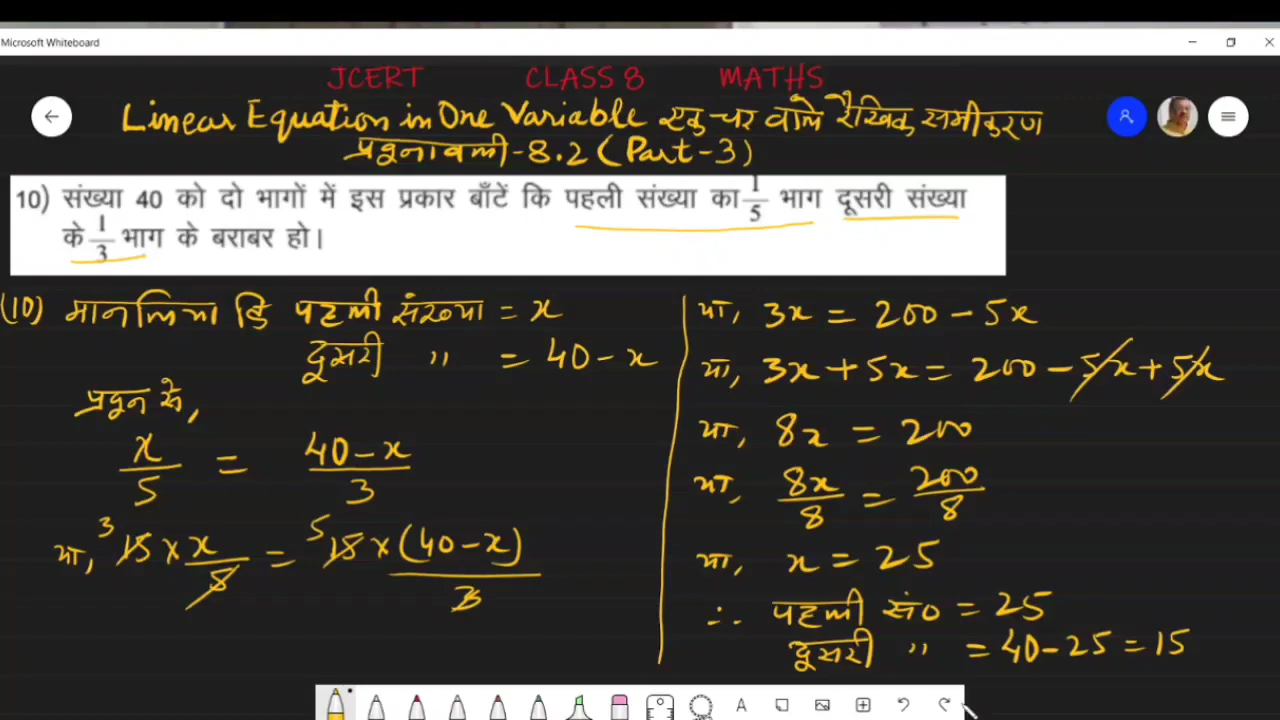 Microsoft Whiteboard
JCERT CLASS 8 MATHS
Linear Equation in One Variable एक चर वाले रैखिक समीकरण
प्रश्नावली-8.2 (Part-3)
10) संख्या 40 को दो भागों में इस प्रकार बाँटें कि पहली संख्या का 1/5 भाग दूसरी संख्या
के 1/3 भाग के बराबर हो।
(10) मानलिया कि पहली संख्या = x
दूसरी " = 40 - x
प्रश्न से,
x/5 = (40 - x)/3
या, 3 15 × x/5 = 5 15 × (40 - x)/3
या, 3x = 200 - 5x
या, 3x + 5x = 200 - 5x + 5x
या, 8x = 200
या, 8x/8 = 200/8
या, x = 25
∴ पहली सं० = 25
दूसरी " = 40 - 25 = 15